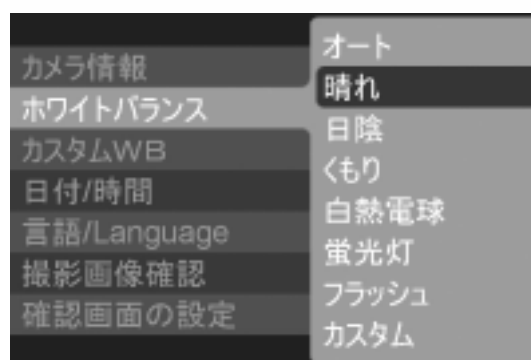 カメラ情報
ホワイトバランス
カスタムWB
日付/時間
言語/Language
撮影画像確認
確認画面の設定
オート
晴れ
日陰
くもり
白熱電球
蛍光灯
フラッシュ
カスタム